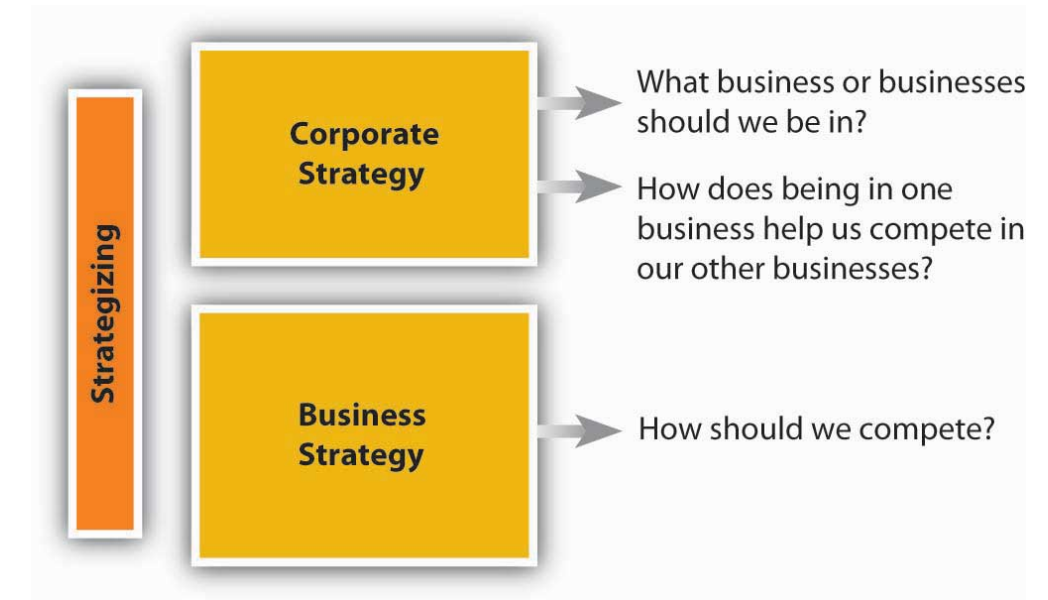 Strategizing
Corporate
Strategy
What business or businesses
should we be in?
How does being in one
business help us compete in
our other businesses?
Business
Strategy
How should we compete?